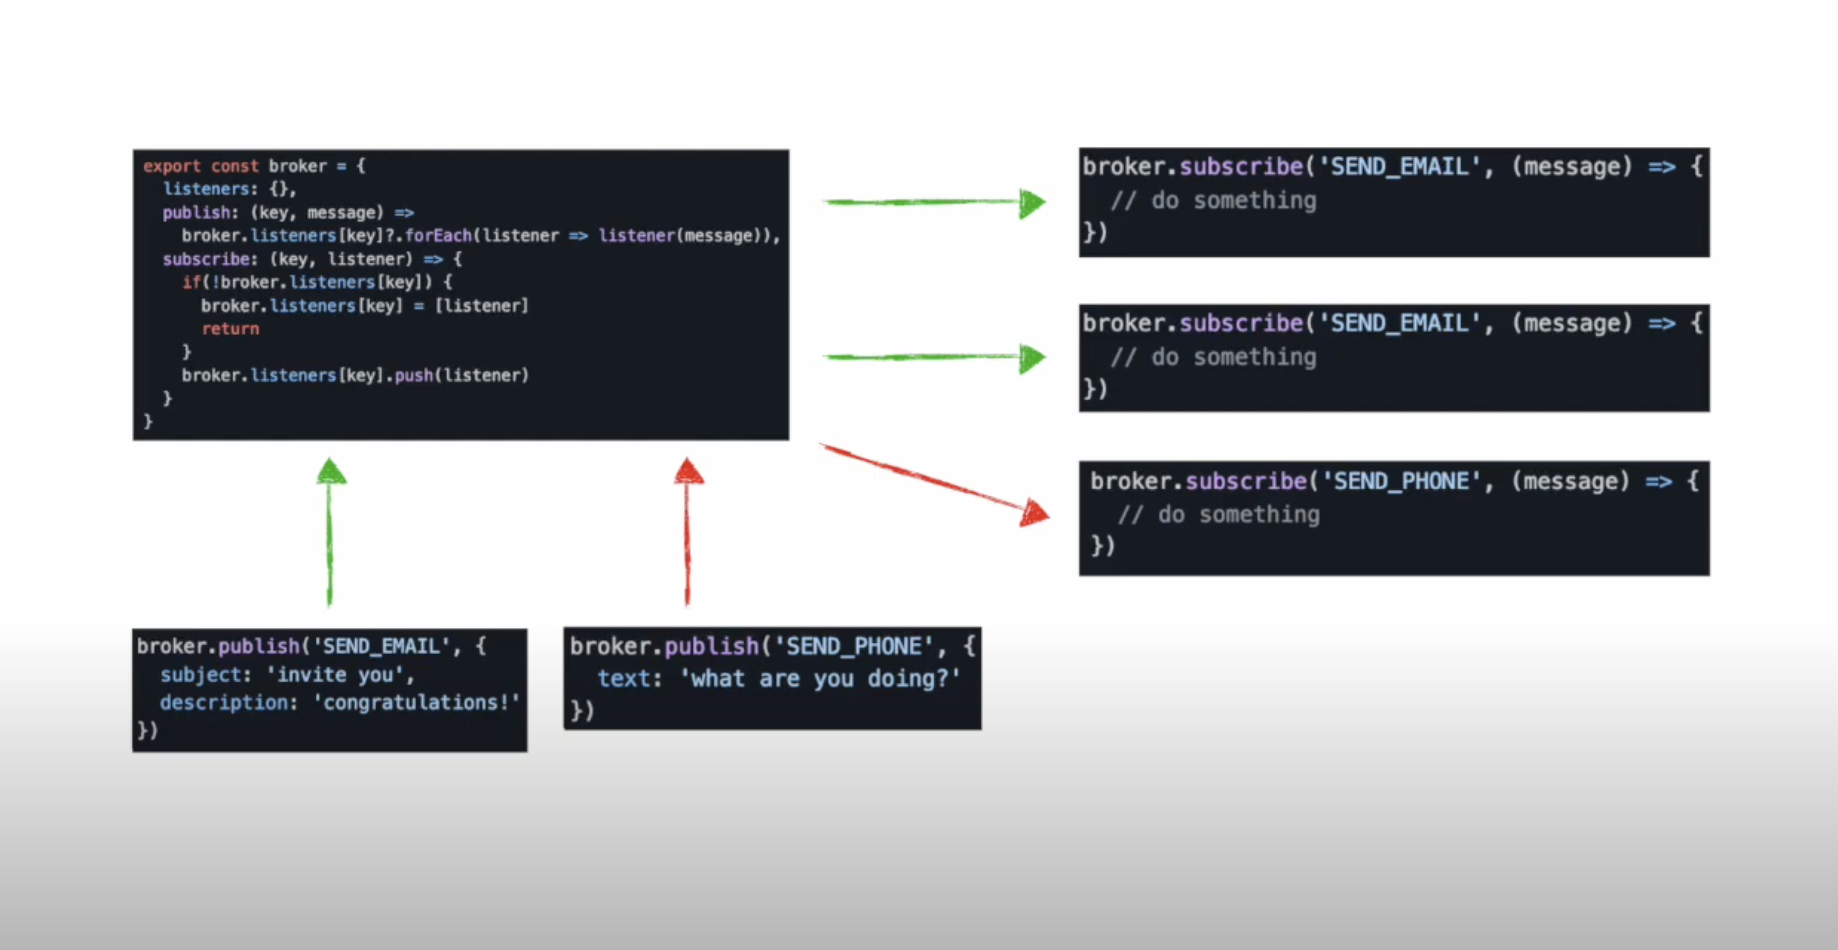 export const broker = {
  listeners: {},
  publish: (key, message) =>
    broker.listeners[key]?.forEach(listener => listener(message)),
  subscribe: (key, listener) => {
    if(!broker.listeners[key]) {
      broker.listeners[key] = [listener]
      return
    }
    broker.listeners[key].push(listener)
  }
}
broker.subscribe('SEND_EMAIL', (message) => {
  // do something
})
broker.subscribe('SEND_EMAIL', (message) => {
  // do something
})
broker.subscribe('SEND_PHONE', (message) => {
  // do something
})
broker.publish('SEND_EMAIL', {
  subject: 'invite you',
  description: 'congratulations!'
})
broker.publish('SEND_PHONE', {
  text: 'what are you doing?'
})